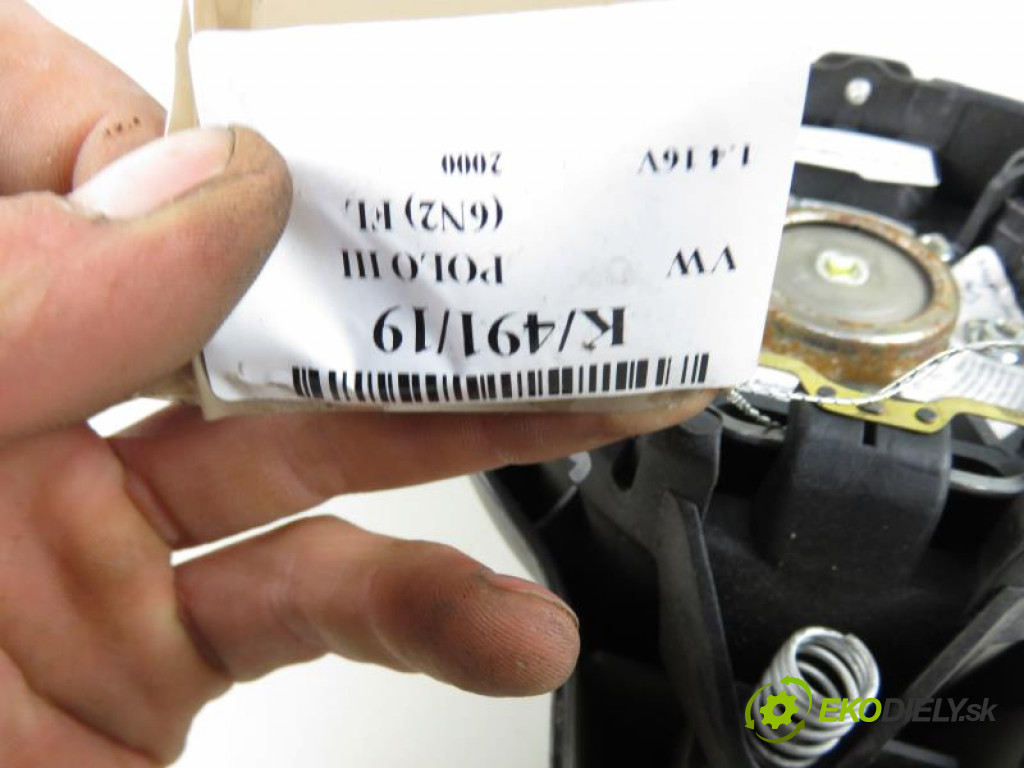 K/491/19
VW POLO III
(6N2) FL
1.4 16V 2000
EKODIELY.sk